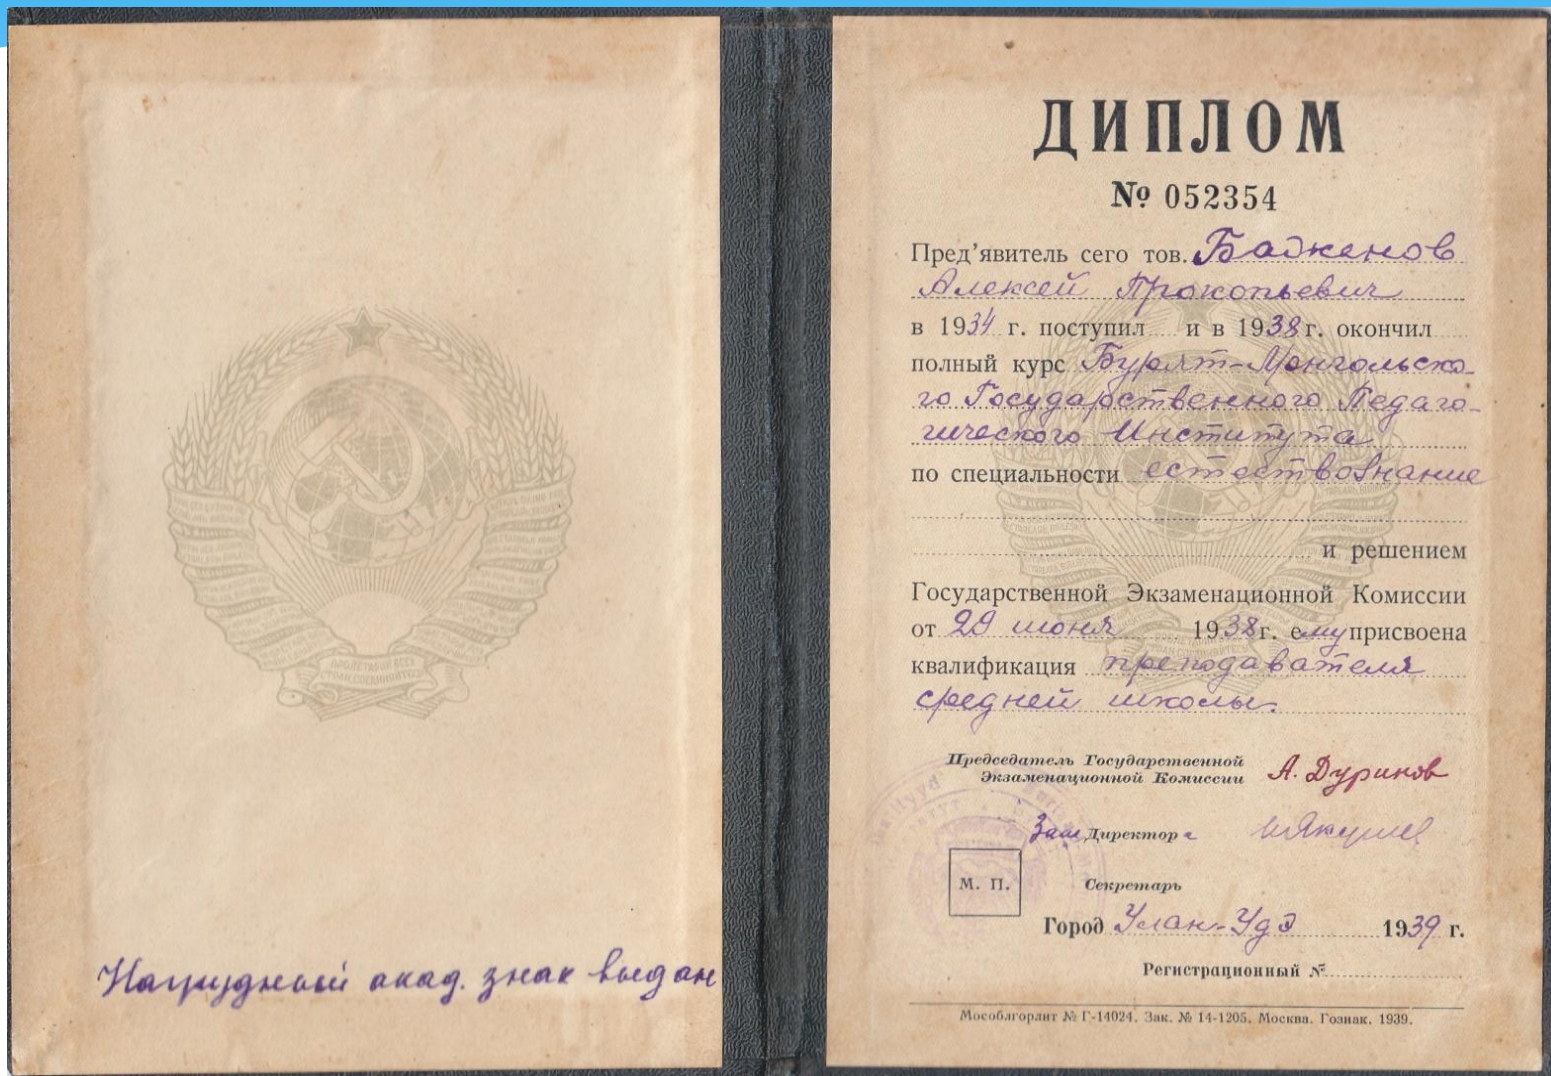 Нагрудный акад. знак выдан
ДИПЛОМ
№ 052354
Пред'явитель сего тов. Баженов
Алексей Прокопьевич
в 1934 г. поступил и в 1938 г. окончил
полный курс Бурят-Монгольско-
го Государственного Педаго-
гического Института
по специальности естествознание
и решением
Государственной Экзаменационной Комиссии
от 29 июня 1938 г. ему присвоена
квалификация преподавателя
средней школы.
Председатель Государственной
Экзаменационной Комиссии
Зам Директора
М. П.
Секретарь
Город Улан-Удэ 1939 г.
Регистрационный №
Мособлгорлит № Г-14024. Зак. № 14-1205. Москва. Гознак. 1939.